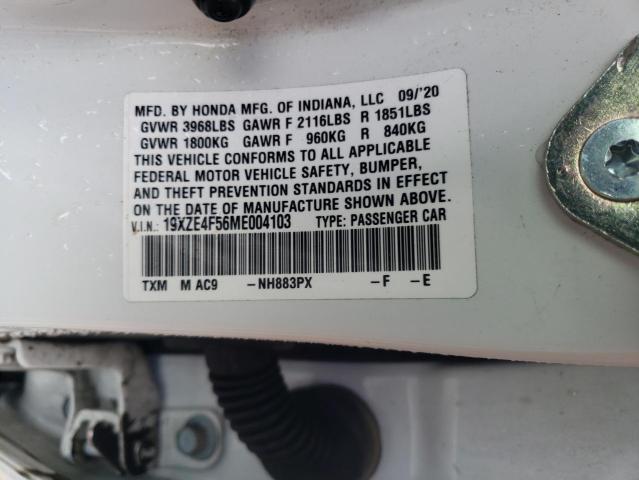 MFD. BY HONDA MFG. OF INDIANA, LLC 09/'20
GVWR 3968LBS GAWR F 2116LBS R 1851LBS
GVWR 1800KG GAWR F 960KG R 840KG
THIS VEHICLE CONFORMS TO ALL APPLICABLE
FEDERAL MOTOR VEHICLE SAFETY, BUMPER,
AND THEFT PREVENTION STANDARDS IN EFFECT
ON THE DATE OF MANUFACTURE SHOWN ABOVE.
V.I.N.: 19XZE4F56ME004103 TYPE: PASSENGER CAR
TXM M AC9 -NH883PX -F -E